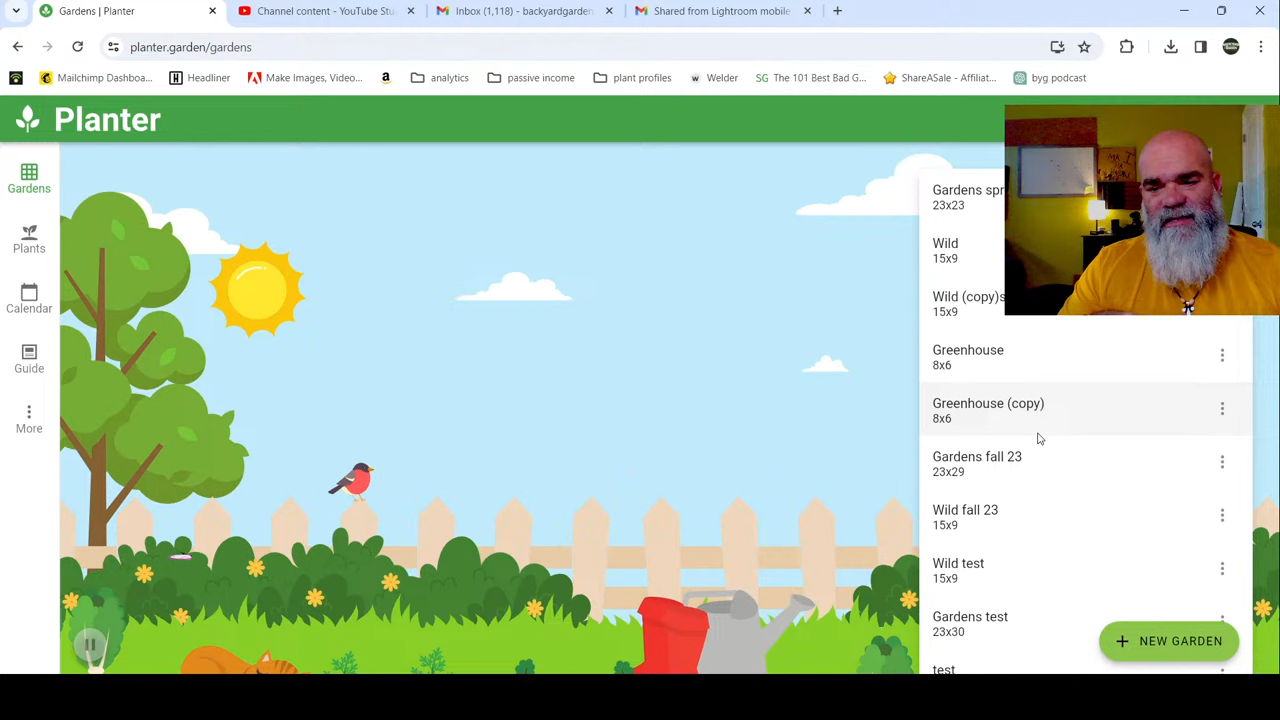 Gardens | Planter
Channel content - YouTube Stu
Inbox (1,118) - backyardgarden
Shared from Lightroom mobile
planter.garden/gardens
Mailchimp Dashboa...
Headliner
Make Images, Video...
analytics
passive income
plant profiles
w Welder
SG The 101 Best Bad G...
ShareASale - Affiliat...
byg podcast
Planter
Gardens
Plants
Calendar
Guide
More
Gardens spr
23x23
Wild
15x9
Wild (copy)s
15x9
Greenhouse
8x6
Greenhouse (copy)
8x6
Gardens fall 23
23x29
Wild fall 23
15x9
Wild test
15x9
Gardens test
23x30
test
+ NEW GARDEN